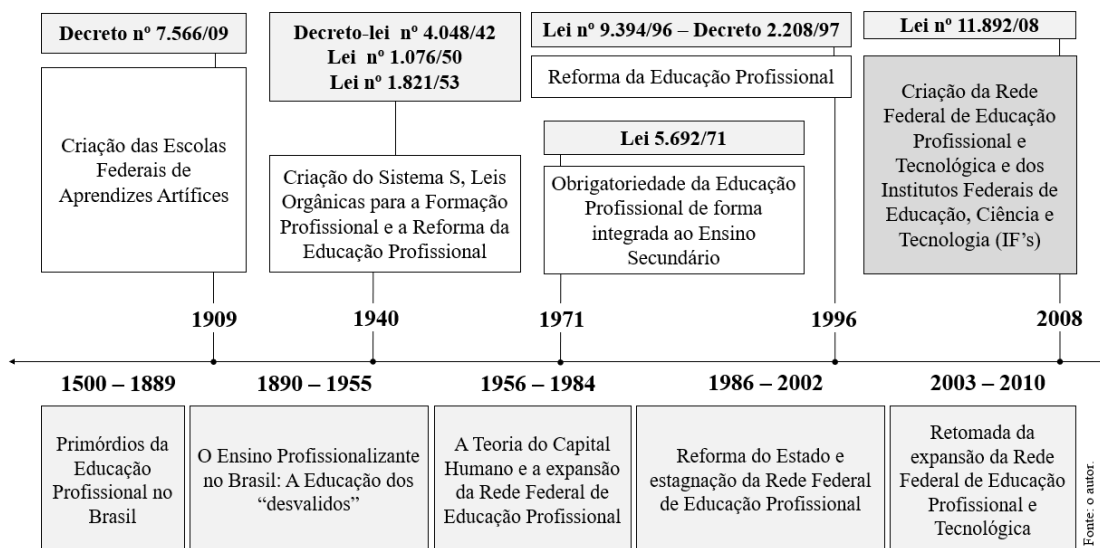 Decreto nº 7.566/09
Criação das Escolas
Federais de
Aprendizes Artífices
Decreto-lei nº 4.048/42
Lei nº 1.076/50
Lei nº 1.821/53
Criação do Sistema S, Leis
Orgânicas para a Formação
Profissional e a Reforma da
Educação Profissional
Lei nº 9.394/96 – Decreto 2.208/97
Reforma da Educação Profissional
Lei 5.692/71
Obrigatoriedade da Educação
Profissional de forma
integrada ao Ensino
Secundário
Lei nº 11.892/08
Criação da Rede
Federal de Educação
Profissional e
Tecnológica e dos
Institutos Federais de
Educação, Ciência e
Tecnologia (IF’s)
1909
1940
1971
1996
2008
1500 – 1889
1890 – 1955
1956 – 1984
1986 – 2002
2003 – 2010
Primórdios da
Educação
Profissional no
Brasil
O Ensino Profissionalizante
no Brasil: A Educação dos
“desvalidos”
A Teoria do Capital
Humano e a expansão
da Rede Federal de
Educação Profissional
Reforma do Estado e
estagnação da Rede Federal
de Educação Profissional
Retomada da
expansão da Rede
Federal de Educação
Profissional e
Tecnológica
Fonte: o autor.